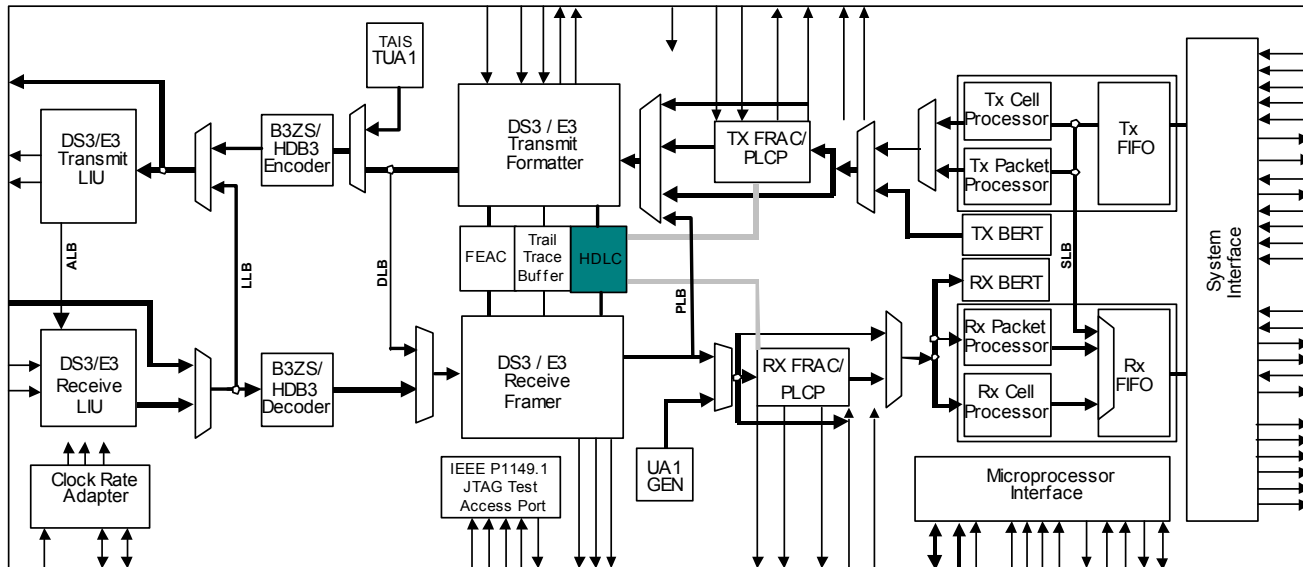 TAIS
TUA1
DS3/E3
Transmit
LIU
B3ZS/
HDB3
Encoder
DS3 / E3
Transmit
Formatter
TX FRAC/
PLCP
Tx Cell
Processor
Tx Packet
Processor
Tx
FIFO
TX BERT
RX BERT
System
Interface
ALB
LLB
DLB
FEAC
Trail
Trace
Buffer
HDLC
PLB
SLB
DS3/E3
Receive
LIU
B3ZS/
HDB3
Decoder
DS3 / E3
Receive
Framer
RX FRAC/
PLCP
Rx Packet
Processor
Rx Cell
Processor
Rx
FIFO
Clock Rate
Adapter
IEEE P1149.1
JTAG Test
Access Port
UA1
GEN
Microprocessor
Interface